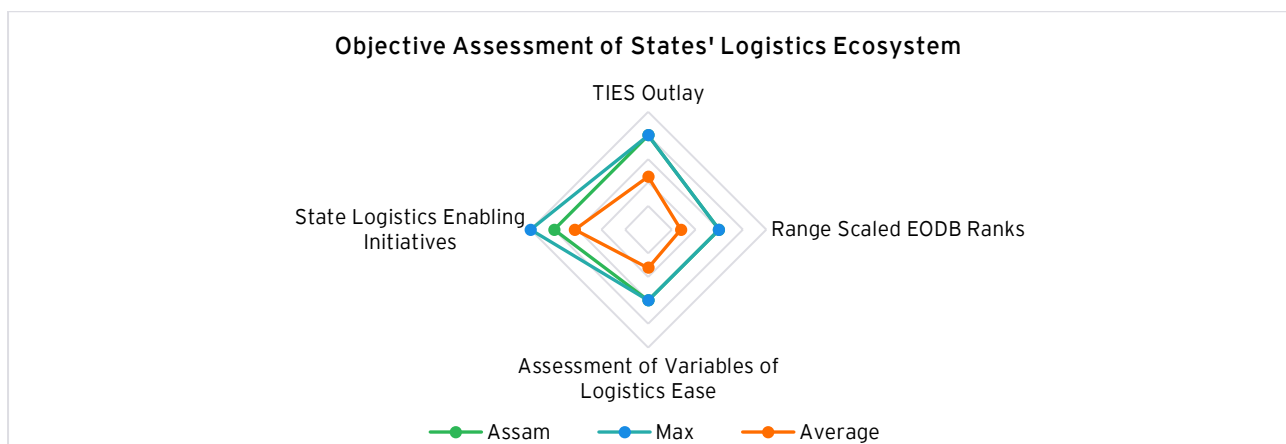 Objective Assessment of States' Logistics Ecosystem
TIES Outlay
State Logistics Enabling
Initiatives
Range Scaled EODB Ranks
Assessment of Variables of
Logistics Ease
Assam Max Average